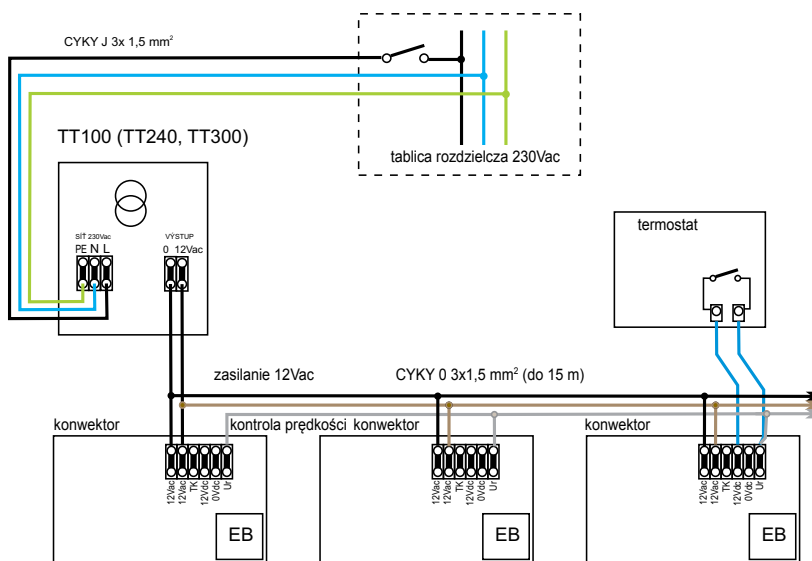 CYKY J 3x 1,5 mm²
TT100 (TT240, TT300)
tablica rozdzielcza 230Vac
SÍŤ 230Vac
PE N L
VÝSTUP
0 12Vac
termostat
zasilanie 12Vac
CYKY 0 3x1,5 mm² (do 15 m)
konwektor
kontrola prędkości
konwektor
konwektor
12Vac
12Vac
TK
12Vdc
0Vdc
Ur
EB
12Vac
12Vac
TK
12Vdc
0Vdc
Ur
EB
12Vac
12Vac
TK
12Vdc
0Vdc
Ur
EB